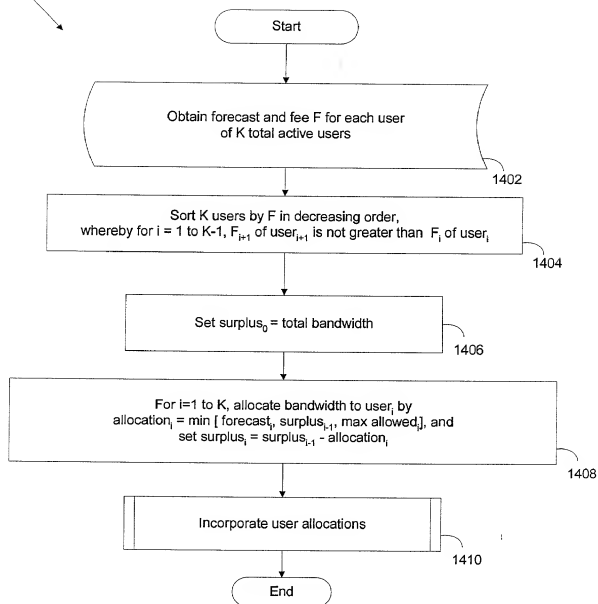 Start
Obtain forecast and fee F for each user
of K total active users
1402
Sort K users by F in decreasing order,
whereby for i = 1 to K-1, Fᵢ₊₁ of userᵢ₊₁ is not greater than Fᵢ of userᵢ
1404
Set surplus₀ = total bandwidth
1406
For i=1 to K, allocate bandwidth to userᵢ by
allocationᵢ = min [ forecastᵢ, surplusᵢ₋₁, max allowedᵢ], and
set surplusᵢ = surplusᵢ₋₁ - allocationᵢ
1408
Incorporate user allocations
1410
End